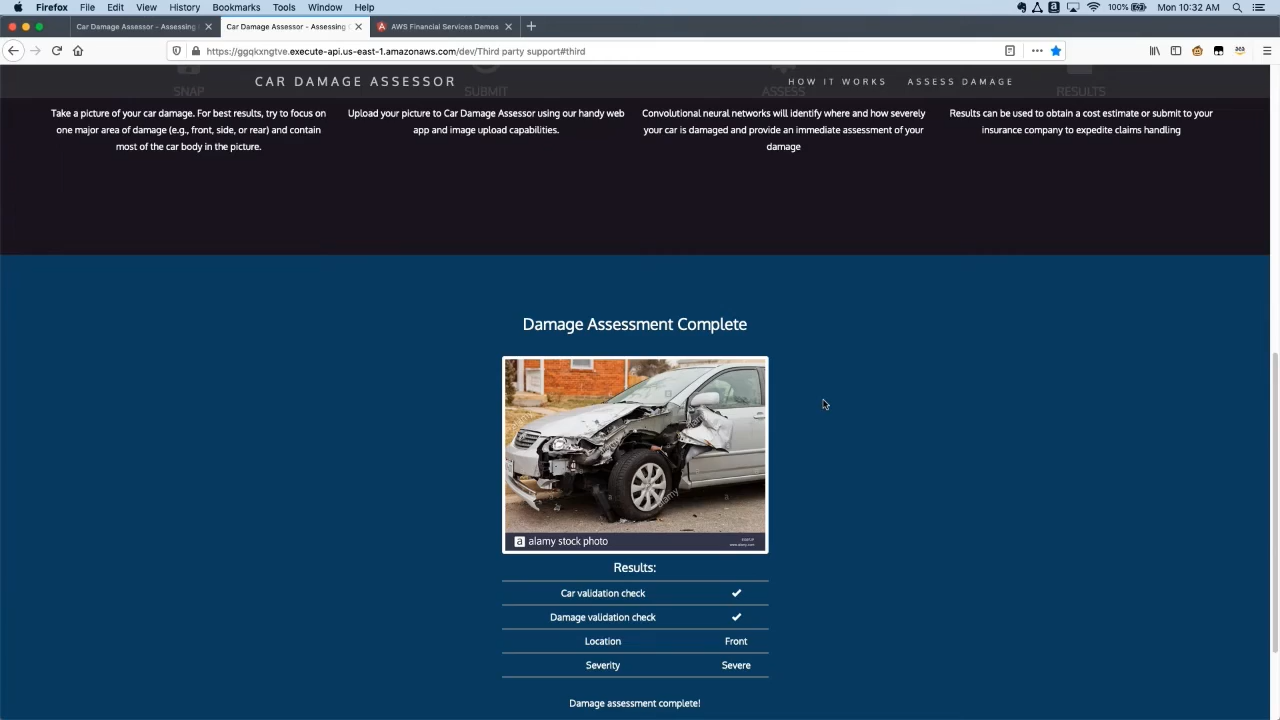 Firefox File Edit View History Bookmarks Tools Window Help 100% Mon 10:32 AM
Car Damage Assessor - Assessing Car Damage Assessor - Assessing AWS Financial Services Demos
https://ggqkxngtve.execute-api.us-east-1.amazonaws.com/dev/Third party support#third
CAR DAMAGE ASSESSOR HOW IT WORKS ASSESS DAMAGE
SNAP SUBMIT ASSESS RESULTS
Take a picture of your car damage. For best results, try to focus on
one major area of damage (e.g., front, side, or rear) and contain
most of the car body in the picture.
Upload your picture to Car Damage Assessor using our handy web
app and image upload capabilities.
Convolutional neural networks will identify where and how severely
your car is damaged and provide an immediate assessment of your
damage
Results can be used to obtain a cost estimate or submit to your
insurance company to expedite claims handling
Damage Assessment Complete
alamy
a alamy stock photo
Results:
Car validation check ✔
Damage validation check ✔
Location Front
Severity Severe
Damage assessment complete!